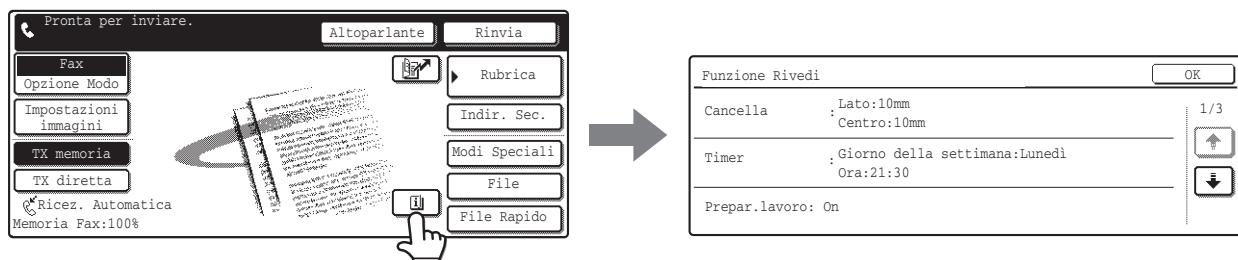 Pronta per inviare.
Altoparlante
Rinvia
Fax
Opzione Modo
Rubrica
Impostazioni
immagini
Indir. Sec.
TX memoria
Modi Speciali
TX diretta
File
Ricez. Automatica
Memoria Fax:100%
File Rapido
Funzione Rivedi
OK
Cancella :Lato:10mm
Centro:10mm
1/3
Timer :Giorno della settimana:Lunedì
Ora:21:30
Prepar.lavoro: On